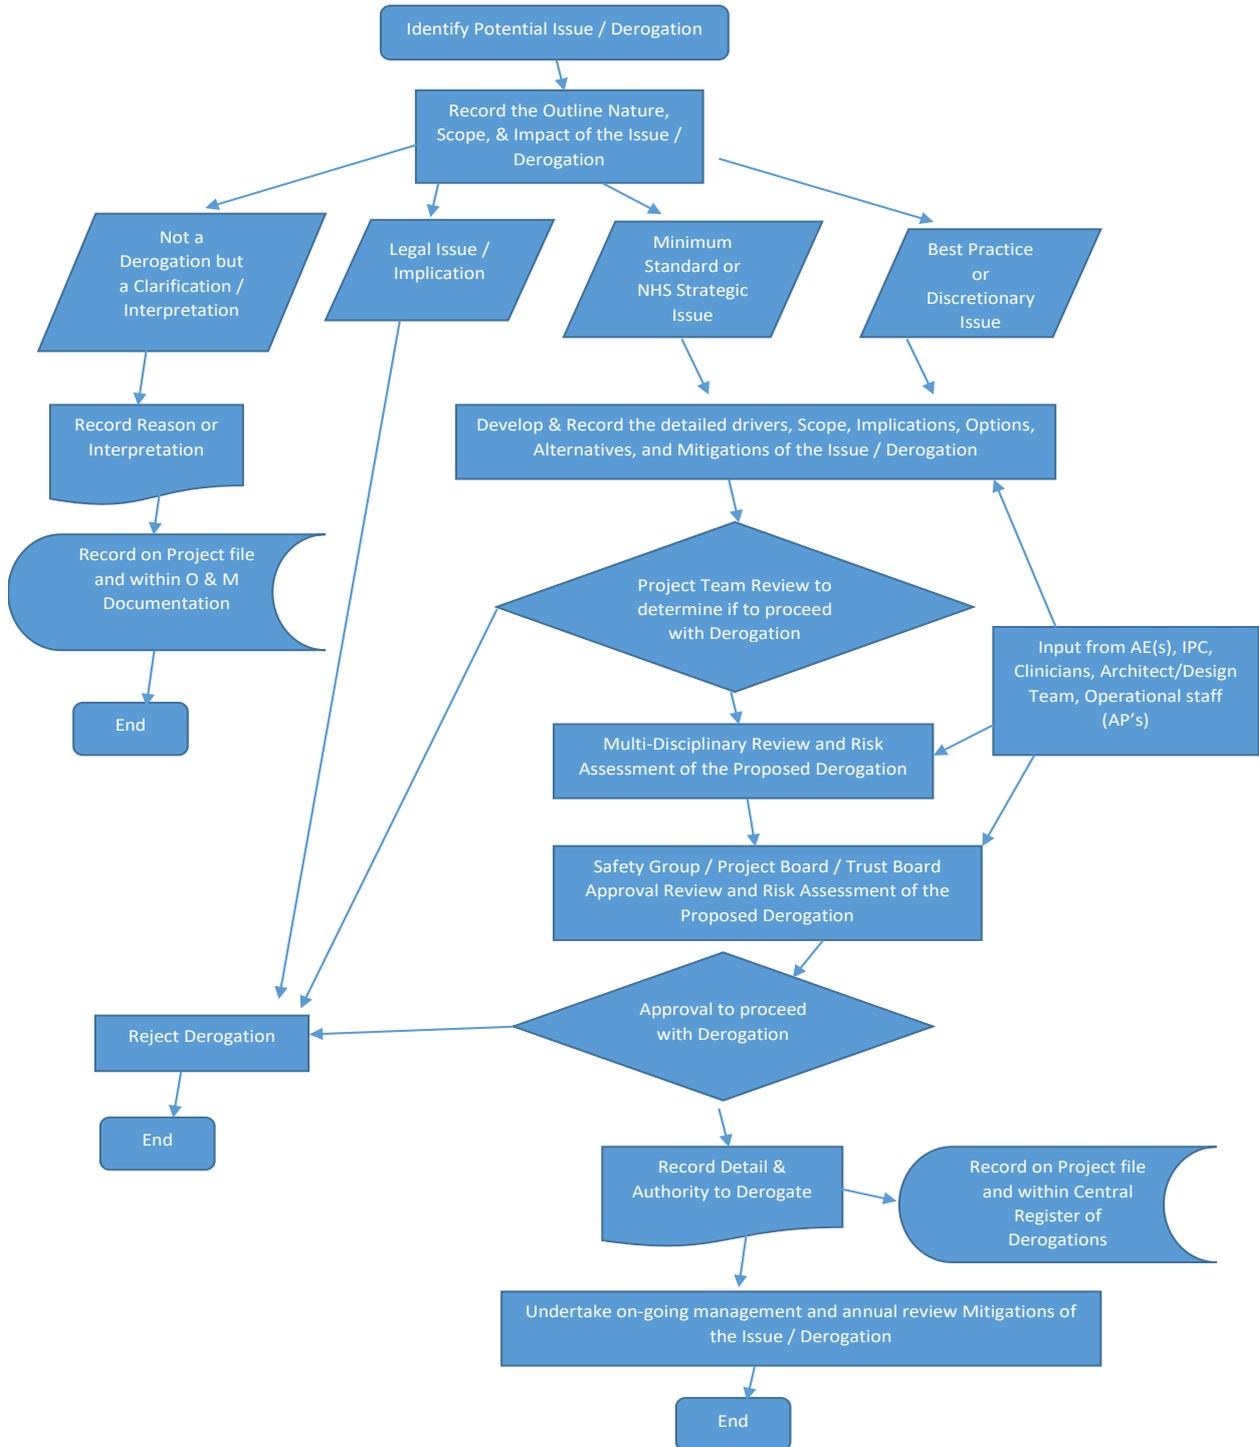 Identify Potential Issue / Derogation
Record the Outline Nature,
Scope, & Impact of the Issue /
Derogation
Not a
Derogation but
a Clarification /
Interpretation
Legal Issue /
Implication
Minimum
Standard or
NHS Strategic
Issue
Best Practice
or
Discretionary
Issue
Record Reason or
Interpretation
Develop & Record the detailed drivers, Scope, Implications, Options,
Alternatives, and Mitigations of the Issue / Derogation
Record on Project file
and within O & M
Documentation
Project Team Review to
determine if to proceed
with Derogation
Input from AE(s), IPC,
Clinicians, Architect/Design
Team, Operational staff
(AP's)
End
Multi-Disciplinary Review and Risk
Assessment of the Proposed Derogation
Safety Group / Project Board / Trust Board
Approval Review and Risk Assessment of the
Proposed Derogation
Approval to proceed
with Derogation
Reject Derogation
End
Record Detail &
Authority to Derogate
Record on Project file
and within Central
Register of
Derogations
Undertake on-going management and annual review Mitigations of
the Issue / Derogation
End